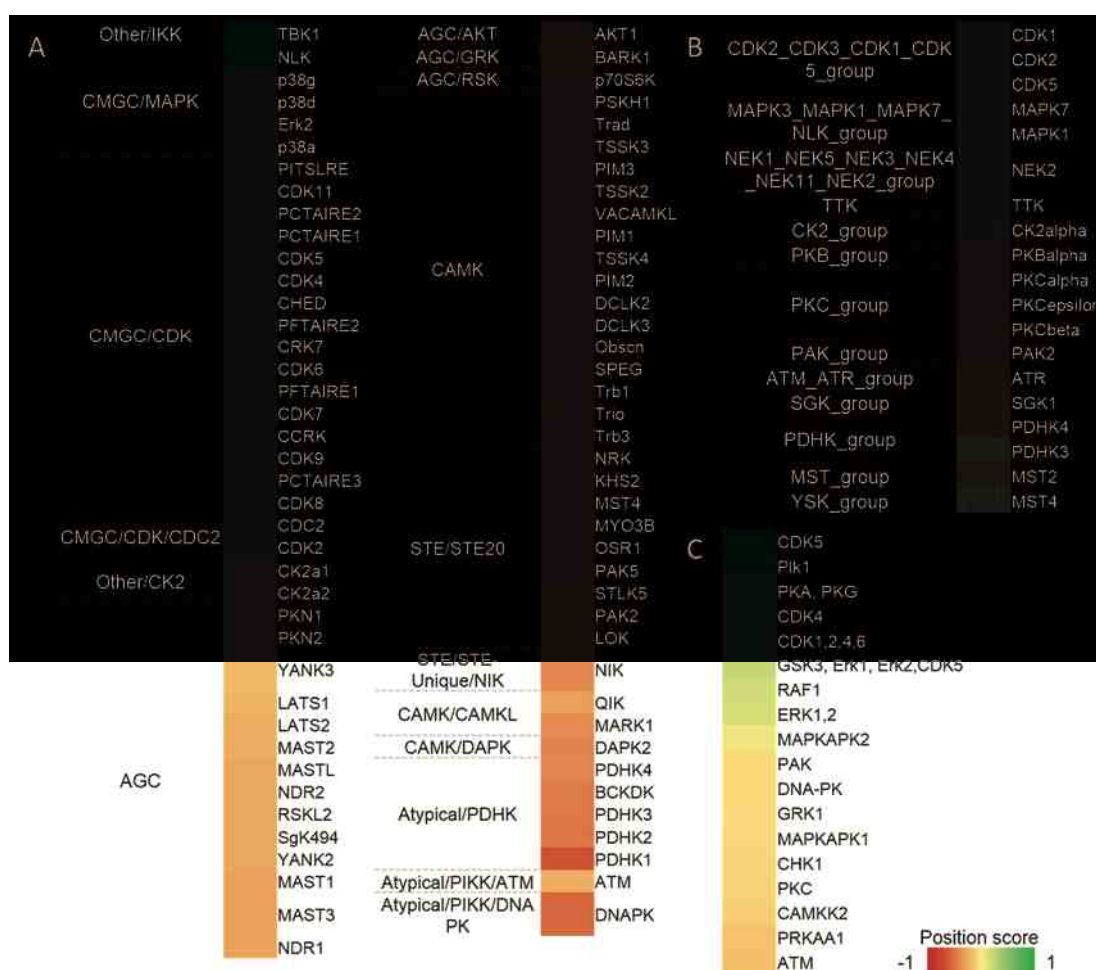 A
Other/IKK
CMGC/MAPK
CMGC/CDK
CMGC/CDK/CDC2
Other/CK2
AGC
TBK1
NLK
p38g
p38d
Erk2
p38a
PITSLRE
CDK11
PCTAIRE2
PCTAIRE1
CDK5
CDK4
CHED
PFTAIRE2
CRK7
CDK6
PFTAIRE1
CDK7
CCRK
CDK9
PCTAIRE3
CDK8
CDC2
CDK2
CK2a1
CK2a2
PKN1
PKN2
YANK3
LATS1
LATS2
MAST2
MASTL
NDR2
RSKL2
SgK494
YANK2
MAST1
MAST3
NDR1
AGC/AKT
AGC/GRK
AGC/RSK
CAMK
STE/STE20
STE/STE-
Unique/NIK
CAMK/CAMKL
CAMK/DAPK
Atypical/PDHK
Atypical/PIKK/ATM
Atypical/PIKK/DNA
PK
AKT1
BARK1
p70S6K
PSKH1
Trad
TSSK3
PIM3
TSSK2
VACAMKL
PIM1
TSSK4
PIM2
DCLK2
DCLK3
Obscn
SPEG
Trb1
Trio
Trb3
NRK
KHS2
MST4
MYO3B
OSR1
PAK5
STLK5
PAK2
LOK
NIK
QIK
MARK1
DAPK2
PDHK4
BCKDK
PDHK3
PDHK2
PDHK1
ATM
DNAPK
B
CDK2_CDK3_CDK1_CDK
5_group
MAPK3_MAPK1_MAPK7_
NLK_group
NEK1_NEK5_NEK3_NEK4
_NEK11_NEK2_group
TTK
CK2_group
PKB_group
PKC_group
PAK_group
ATM_ATR_group
SGK_group
PDHK_group
MST_group
YSK_group
CDK1
CDK2
CDK5
MAPK7
MAPK1
NEK2
TTK
CK2alpha
PKBalpha
PKCalpha
PKCepsilon
PKCbeta
PAK2
ATR
SGK1
PDHK4
PDHK3
MST2
MST4
C
CDK5
Plk1
PKA, PKG
CDK4
CDK1,2,4,6
GSK3, Erk1, Erk2,CDK5
RAF1
ERK1,2
MAPKAPK2
PAK
DNA-PK
GRK1
MAPKAPK1
CHK1
PKC
CAMKK2
PRKAA1
ATM
Position score
-1 1